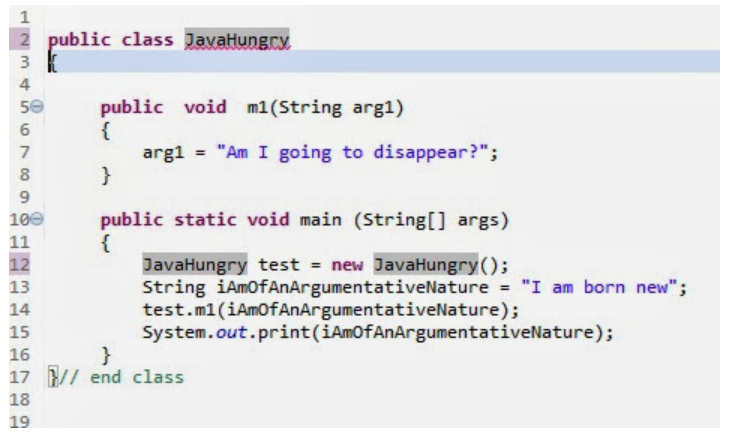 1
2 public class JavaHungry
3 {
4
5 public void m1(String arg1)
6 {
7 arg1 = "Am I going to disappear?";
8 }
9
10 public static void main (String[] args)
11 {
12 JavaHungry test = new JavaHungry();
13 String iAmOfAnArgumentativeNature = "I am born new";
14 test.m1(iAmOfAnArgumentativeNature);
15 System.out.print(iAmOfAnArgumentativeNature);
16 }
17 }// end class
18
19